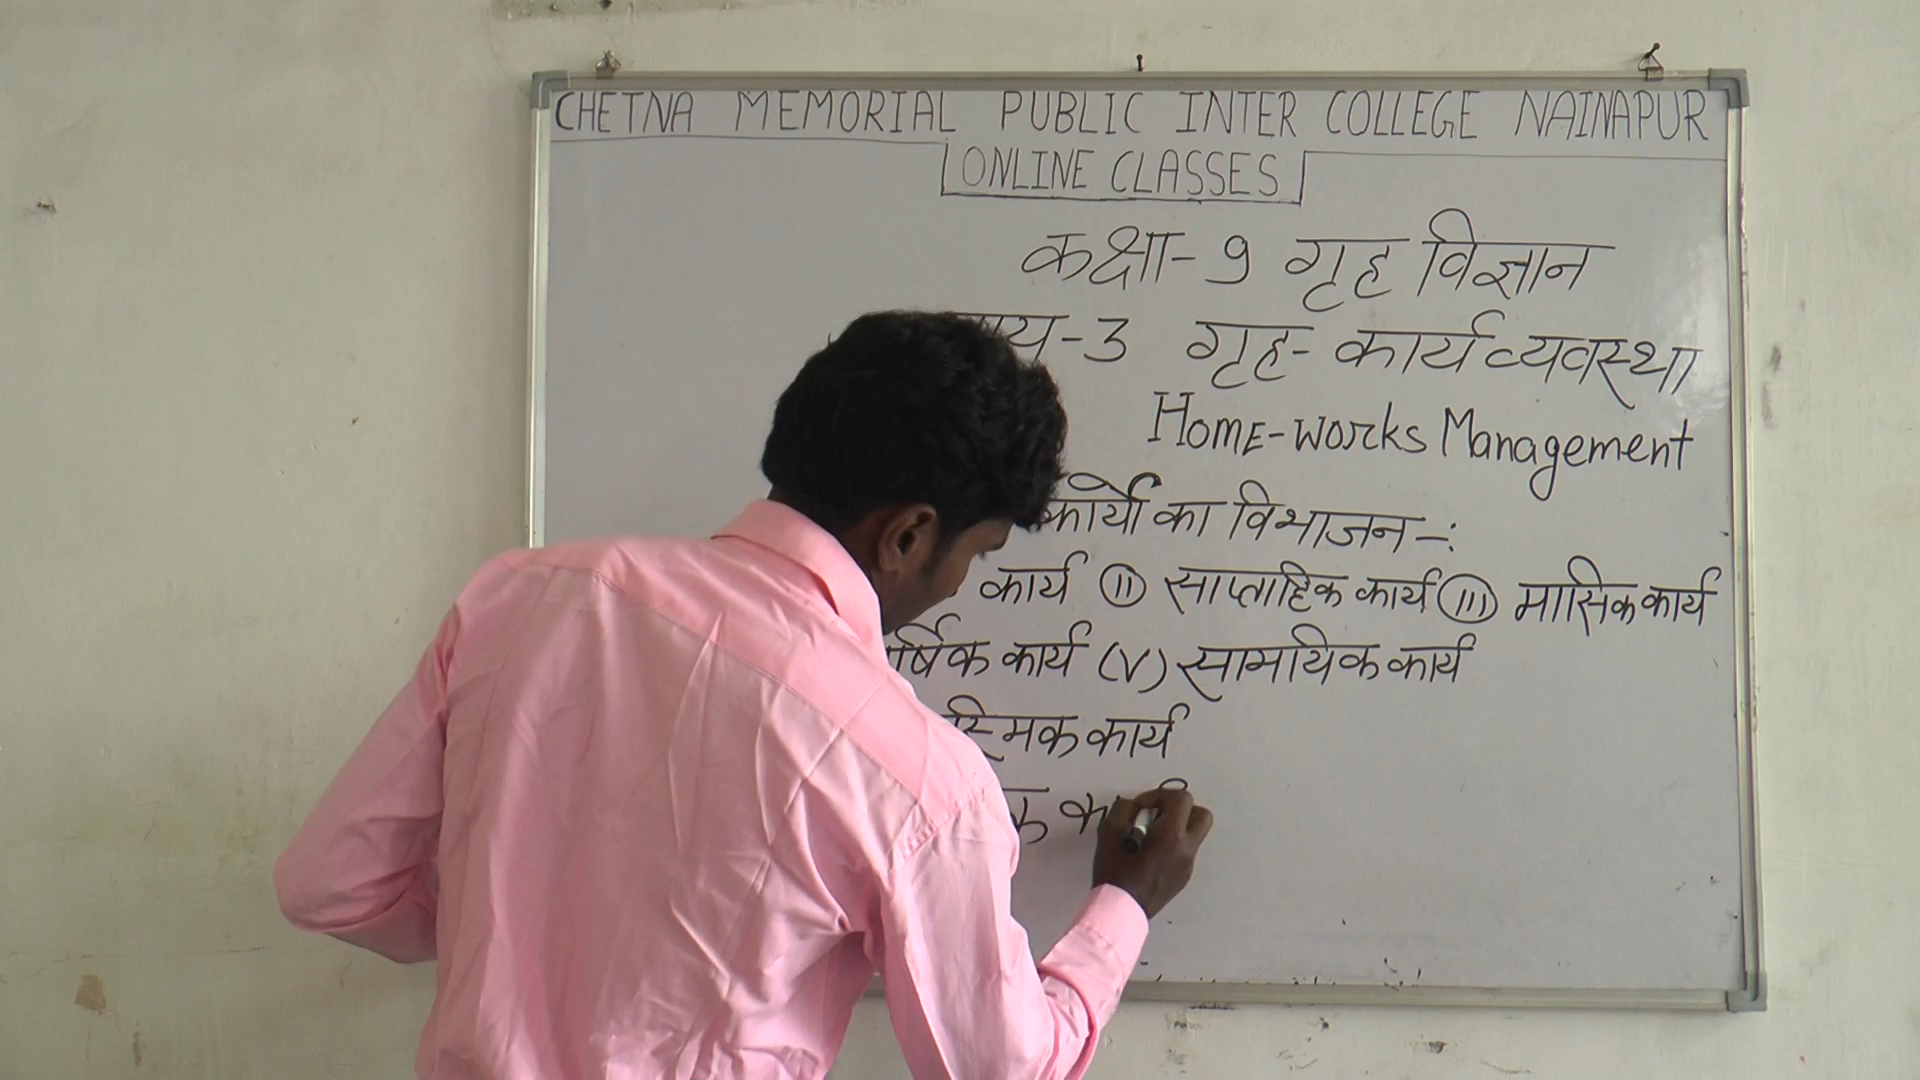 CHETNA MEMORIAL PUBLIC INTER COLLEGE NAINAPUR
ONLINE CLASSES
कक्षा-9 गृह विज्ञान
-3 गृह-कार्य व्यवस्था
Home-works Management
कार्यों का विभाजन-:
कार्य (II) साप्ताहिक कार्य (III) मासिक कार्य
कार्य (V) सामयिक कार्य
कार्य